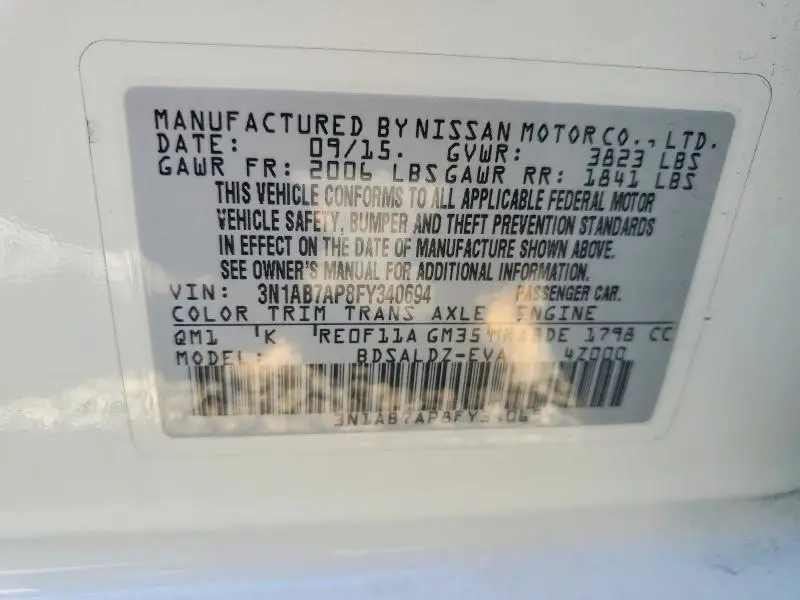 MANUFACTURED BY NISSAN MOTOR CO., LTD.
DATE: 09/15. GVWR: 3823 LBS
GAWR FR: 2006 LBS GAWR RR: 1841 LBS
THIS VEHICLE CONFORMS TO ALL APPLICABLE FEDERAL MOTOR
VEHICLE SAFETY, BUMPER AND THEFT PREVENTION STANDARDS
IN EFFECT ON THE DATE OF MANUFACTURE SHOWN ABOVE.
SEE OWNER'S MANUAL FOR ADDITIONAL INFORMATION.
VIN: 3N1AB7AP8FY340694 PASSENGER CAR.
COLOR TRIM TRANS AXLE ENGINE
QM1 K RE0F11A GM35 1798 CC
MODEL: BDSALDZ-EVA 4Z000